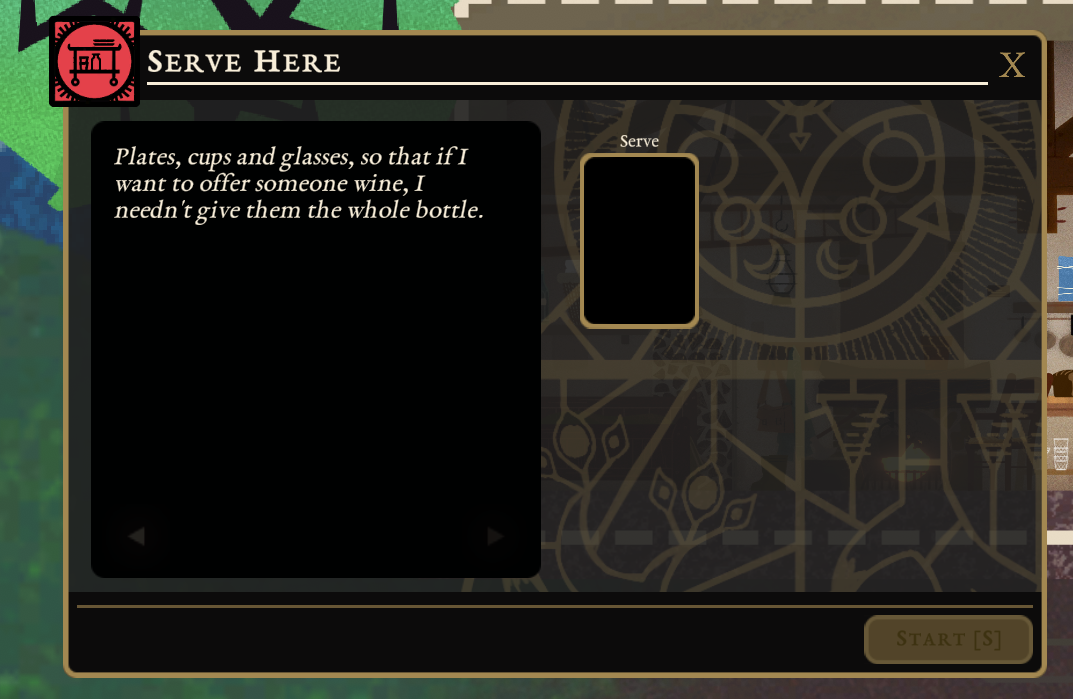 Serve Here
X
Plates, cups and glasses, so that if I
want to offer someone wine, I
needn't give them the whole bottle.
Serve
Start [S]